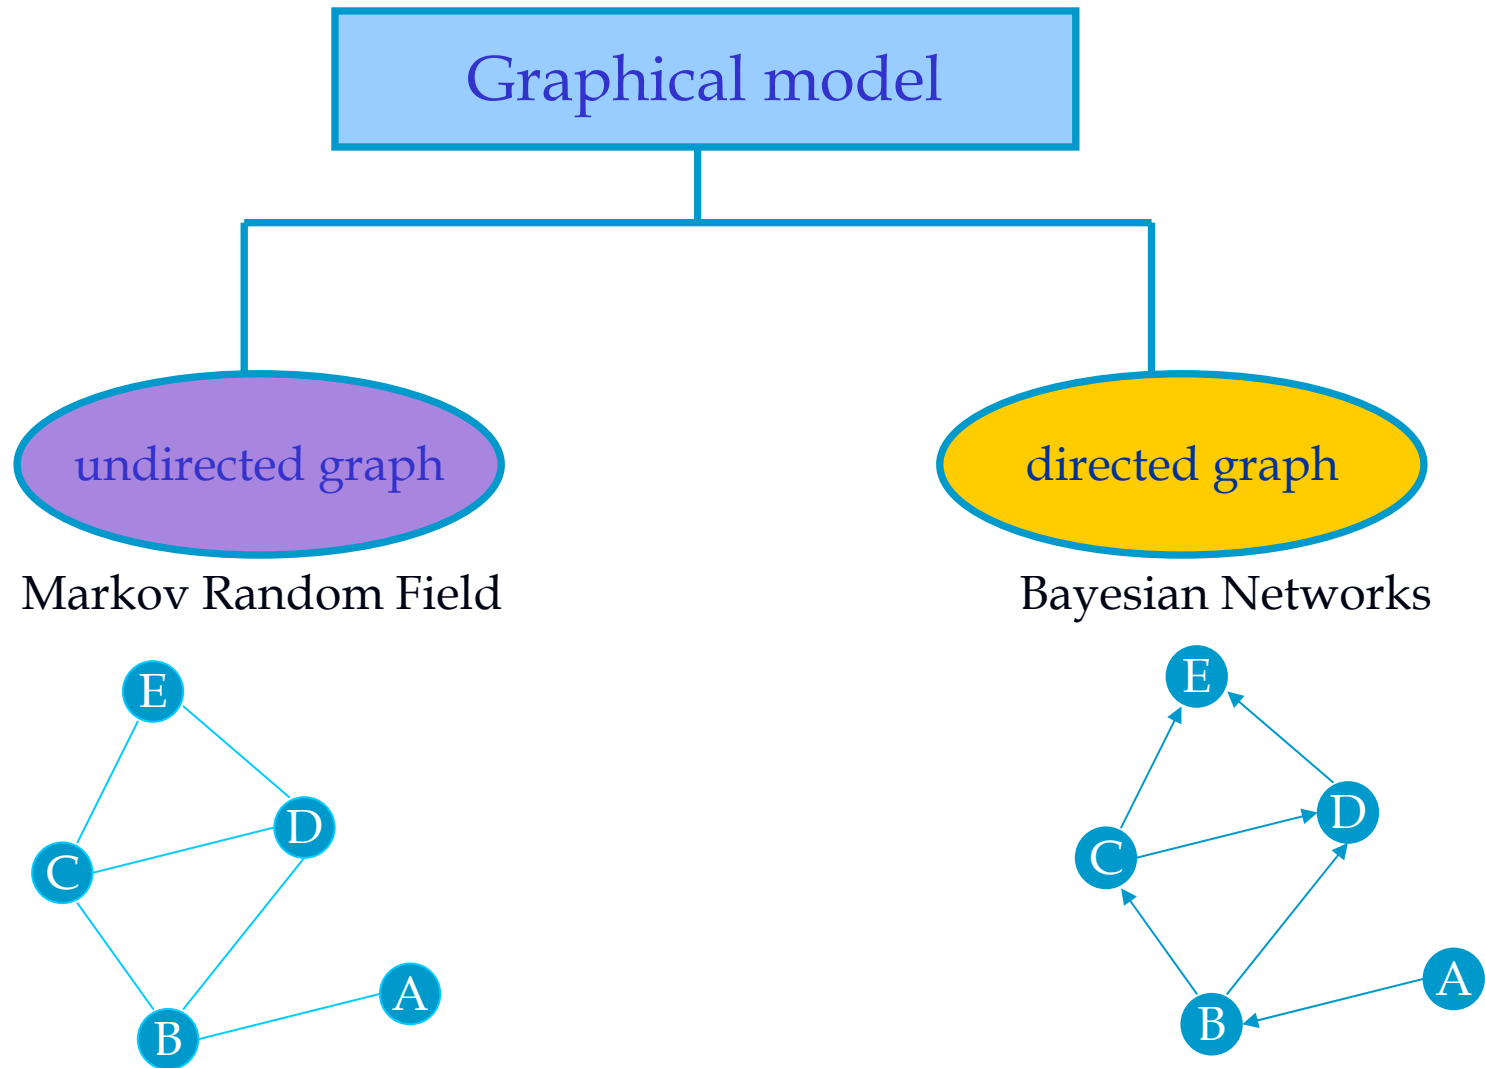 Graphical model
undirected graph
directed graph
Markov Random Field
Bayesian Networks
E
D
C
A
B
E
D
C
A
B